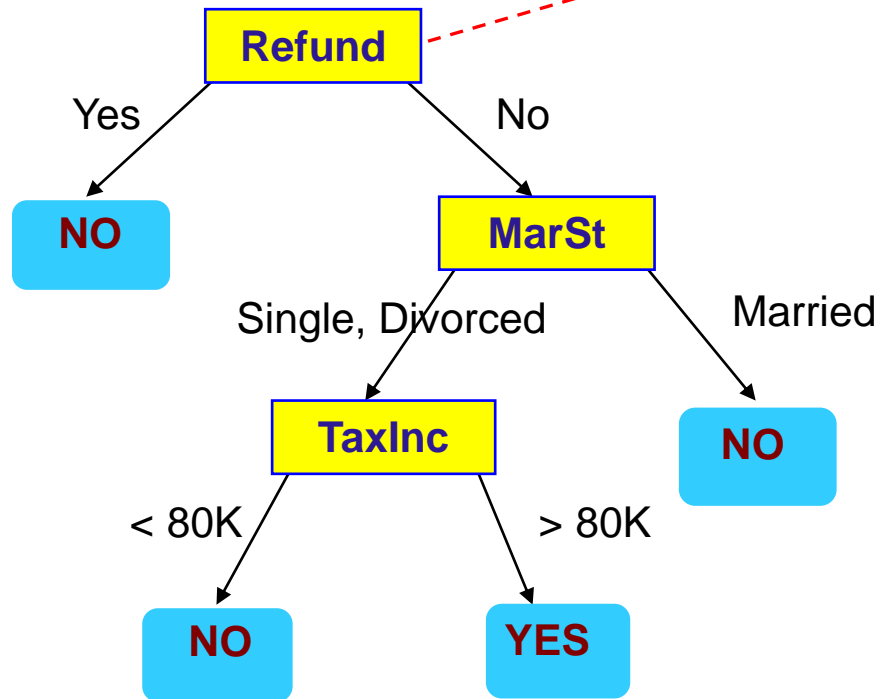 Refund
Yes
No
NO
MarSt
Single, Divorced
Married
TaxInc
NO
< 80K
> 80K
NO
YES